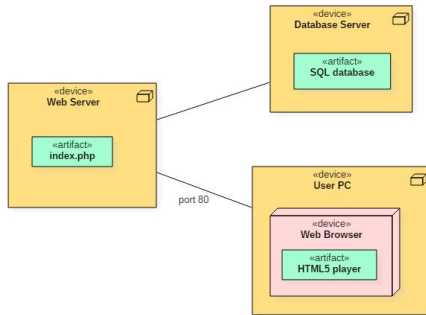 «device»
Web Server
«artifact»
index.php
«device»
Database Server
«artifact»
SQL database
port 80
«device»
User PC
«device»
Web Browser
«artifact»
HTML5 player